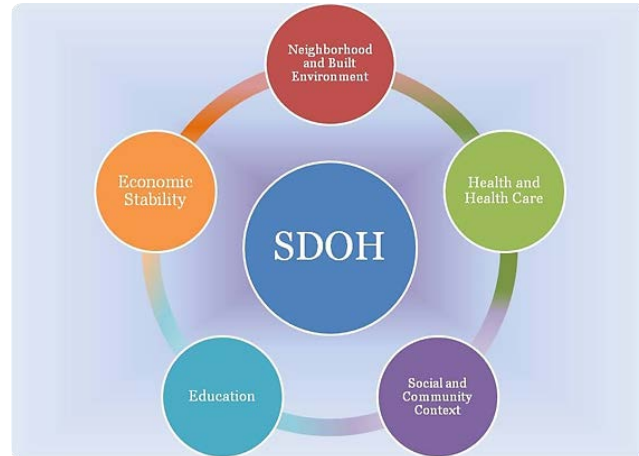 Neighborhood
and Built
Environment
Economic
Stability
Health and
Health Care
SDOH
Education
Social and
Community
Context